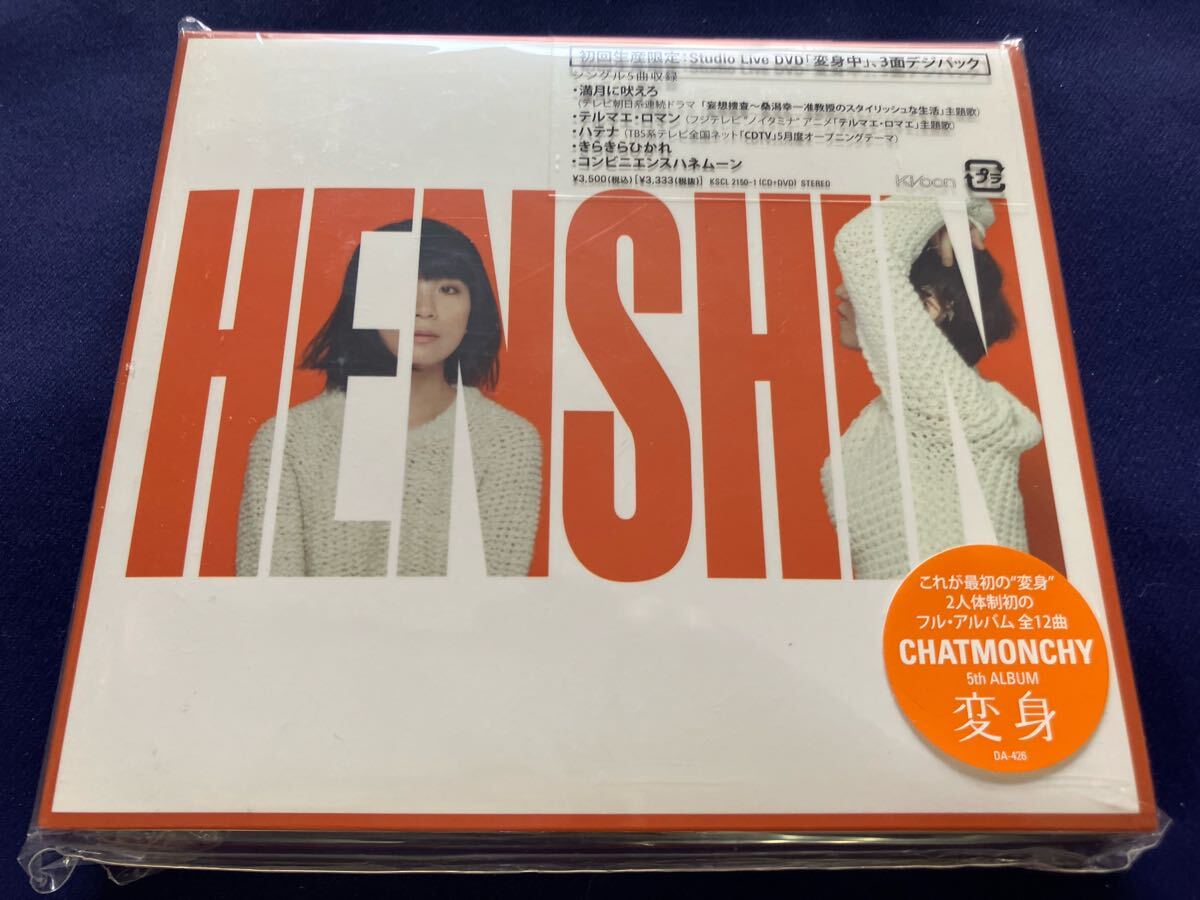 初回生産限定:Studio Live DVD「変身中」、3面デジパック
シングル5曲収録
・満月に吠えろ
(テレビ朝日系連続ドラマ「妄想捜査〜桑潟幸一准教授のスタイリッシュな生活」主題歌)
・テルマエ・ロマン(フジテレビ"ノイタミナ"アニメ「テルマエ・ロマエ」主題歌)
・ハテナ(TBS系テレビ全国ネット「CDTV」5月度オープニングテーマ)
・きらきらひかれ
・コンビニエンスハネムーン
¥3,500(税込)[¥3,333(税抜)] KSCL 2150-1(CD+DVD) STEREO
Ki/oon
プラ
HENSHIN
これが最初の"変身"
2人体制初の
フル・アルバム 全12曲
CHATMONCHY
5th ALBUM
変身
DA-426